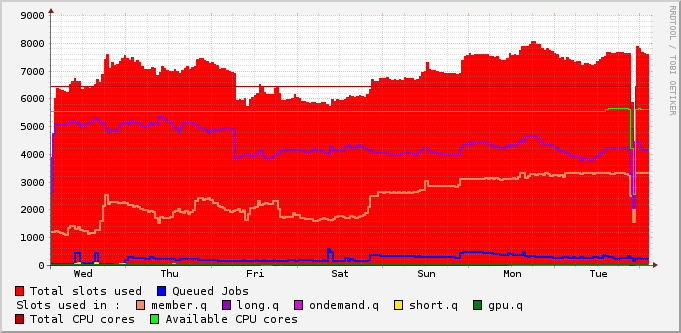 RRDTOOL / TOBI OETIKER
9000
8000
7000
6000
5000
4000
3000
2000
1000
0
Wed Thu Fri Sat Sun Mon Tue
Total slots used Queued Jobs
Slots used in : member.q long.q ondemand.q short.q gpu.q
Total CPU cores Available CPU cores